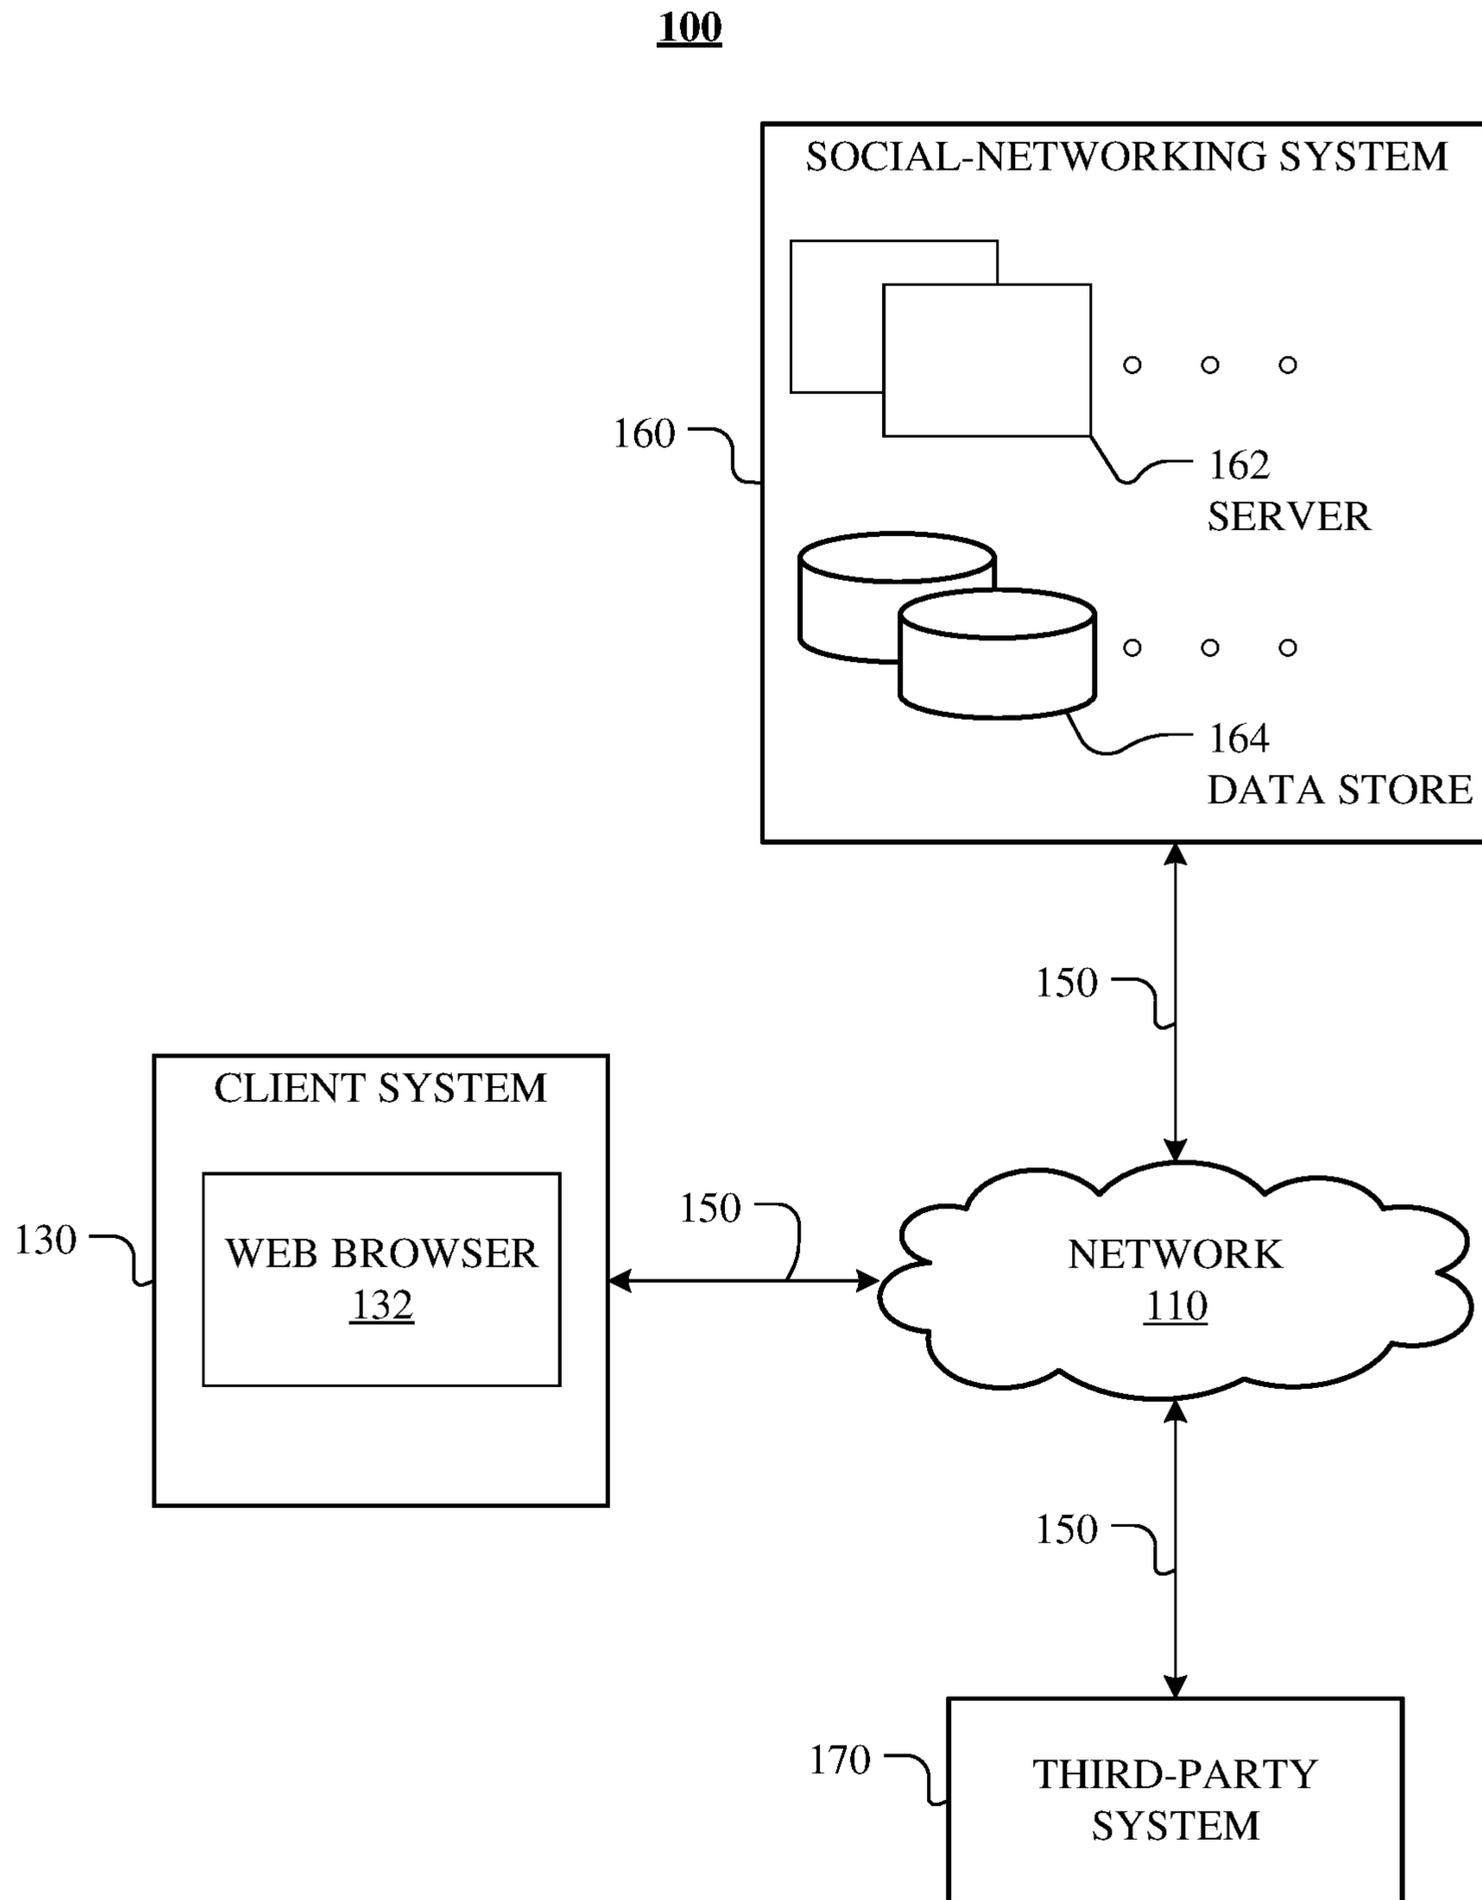 100
SOCIAL-NETWORKING SYSTEM
160
162
SERVER
164
DATA STORE
150
CLIENT SYSTEM
130
WEB BROWSER
132
150
NETWORK
110
150
170
THIRD-PARTY
SYSTEM